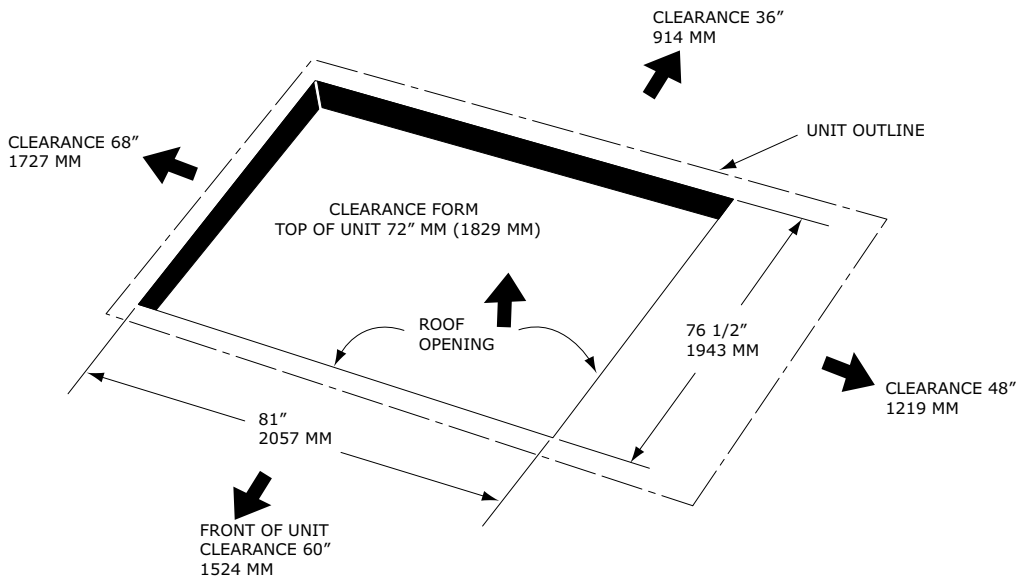 CLEARANCE 36”
914 MM
UNIT OUTLINE
CLEARANCE 68”
1727 MM
CLEARANCE FORM
TOP OF UNIT 72” MM (1829 MM)
ROOF
OPENING
76 1/2”
1943 MM
CLEARANCE 48”
1219 MM
81”
2057 MM
FRONT OF UNIT
CLEARANCE 60”
1524 MM